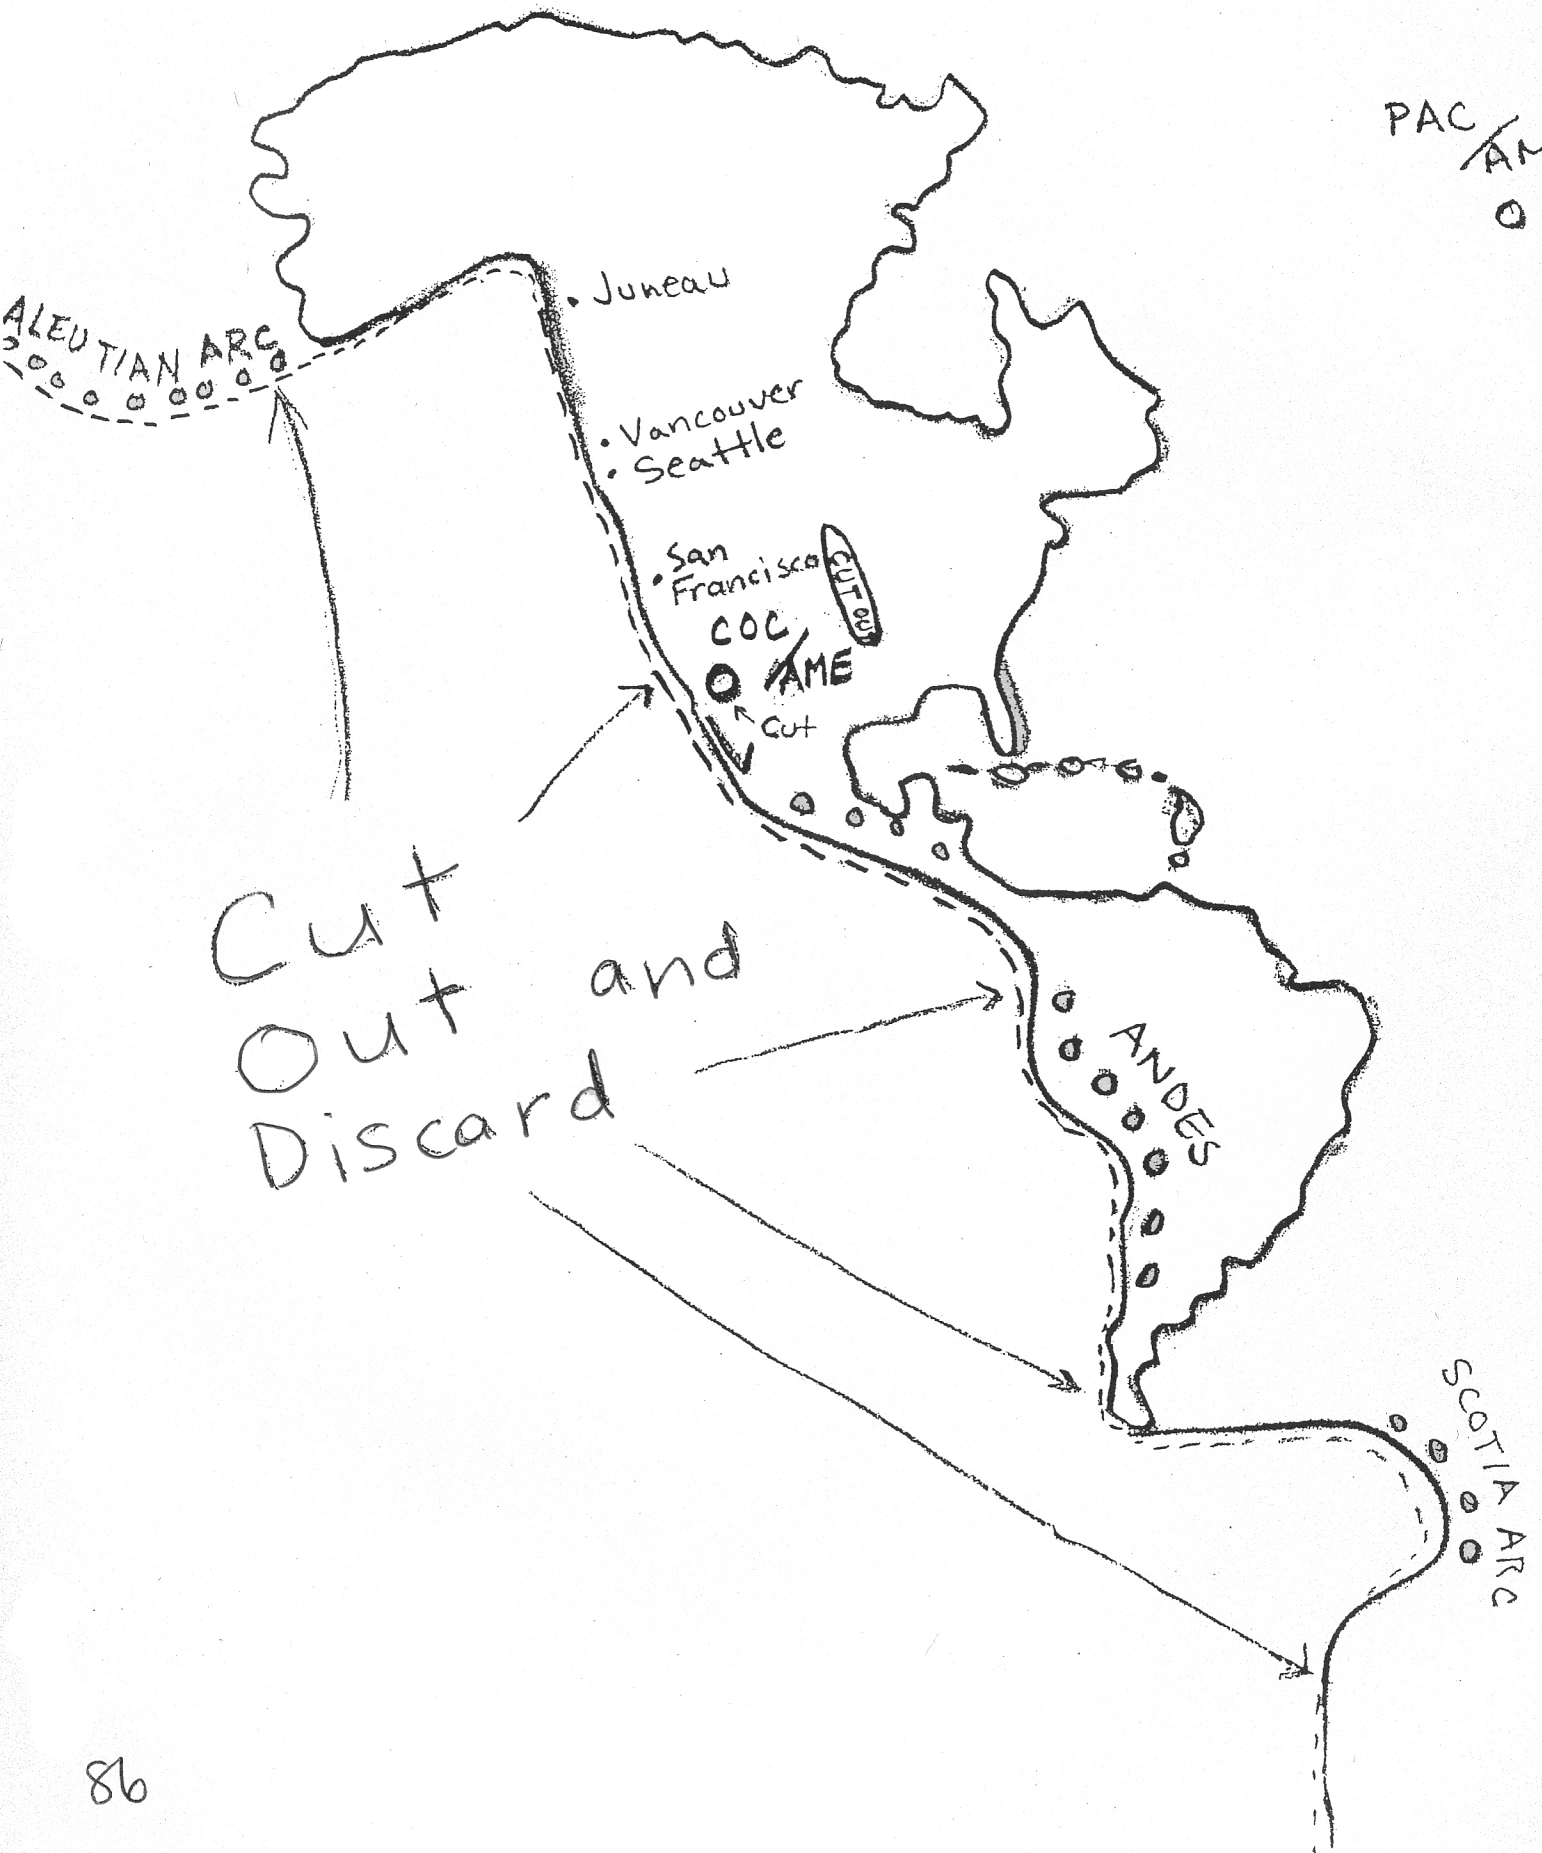 PAC
/AM
Juneau
ALEUTIAN ARC
Vancouver
Seattle
San
Francisco
CUT OUT
COC
/AME
Cut
Cut
Out and
Discard
ANDES
SCOTIA ARC
86